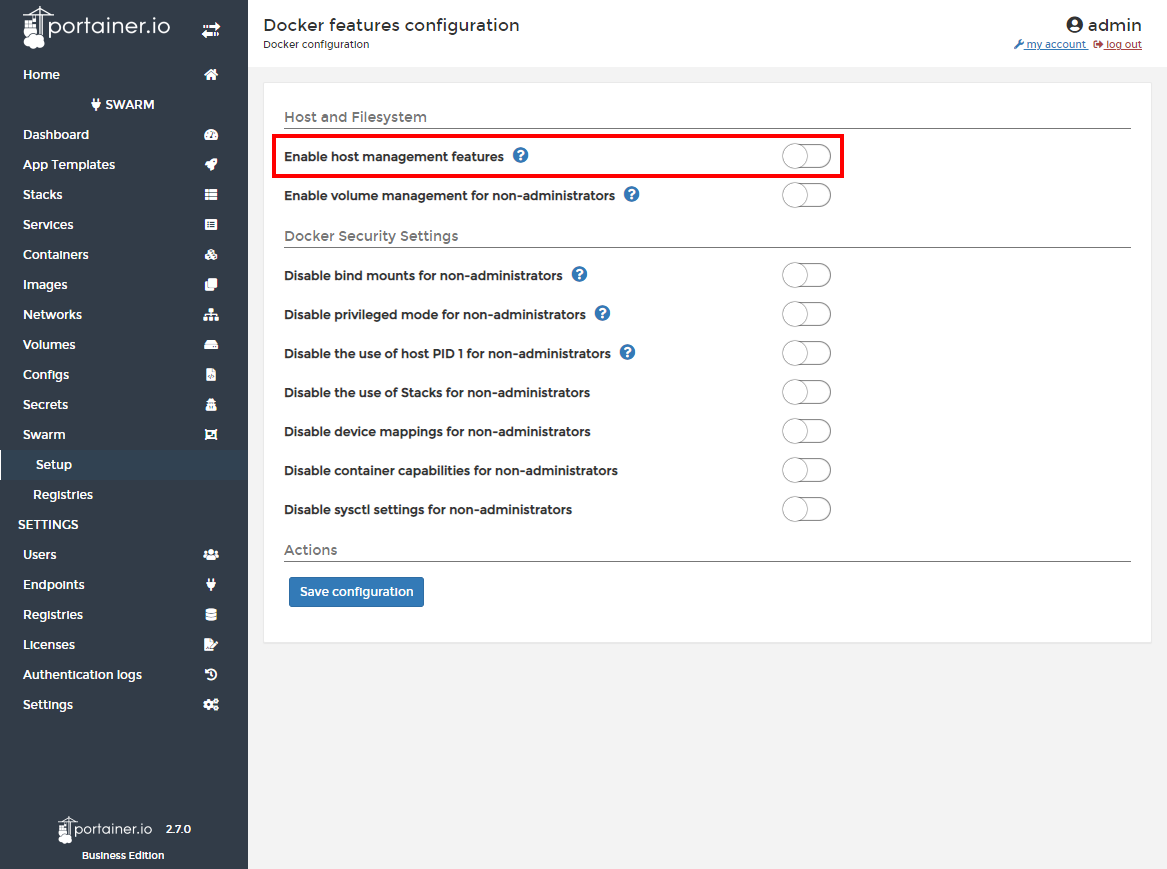 portainer.io
Home
SWARM
Dashboard
App Templates
Stacks
Services
Containers
Images
Networks
Volumes
Configs
Secrets
Swarm
Setup
Registries
SETTINGS
Users
Endpoints
Registries
Licenses
Authentication logs
Settings
portainer.io 2.7.0
Business Edition
Docker features configuration
Docker configuration
admin
my account log out
Host and Filesystem
Enable host management features ?
Enable volume management for non-administrators ?
Docker Security Settings
Disable bind mounts for non-administrators ?
Disable privileged mode for non-administrators ?
Disable the use of host PID 1 for non-administrators ?
Disable the use of Stacks for non-administrators
Disable device mappings for non-administrators
Disable container capabilities for non-administrators
Disable sysctl settings for non-administrators
Actions
Save configuration